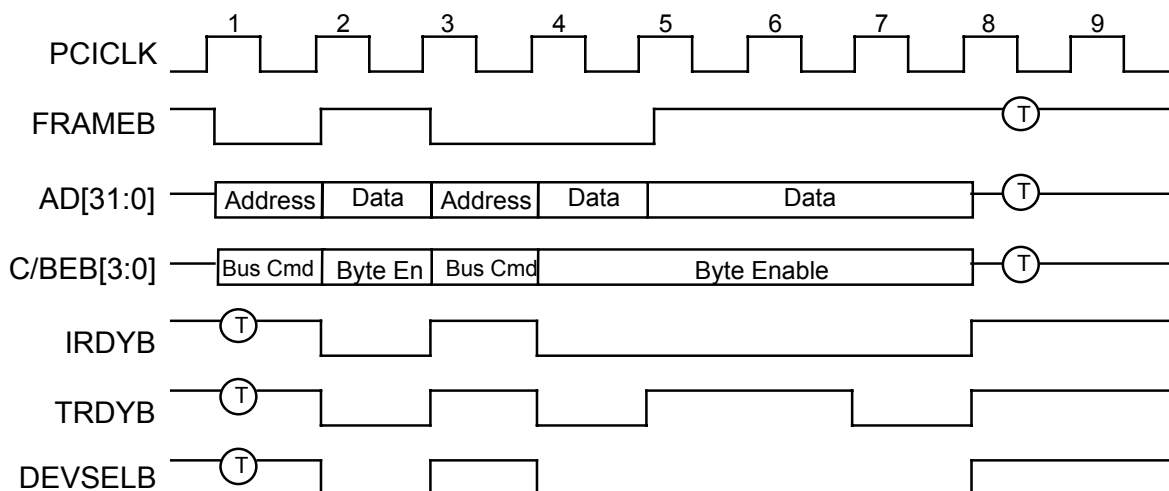 1 2 3 4 5 6 7 8 9
PCICLK
FRAMEB T
AD[31:0] Address Data Address Data Data T
C/BEB[3:0] Bus Cmd Byte En Bus Cmd Byte Enable T
IRDYB T
TRDYB T
DEVSELB T